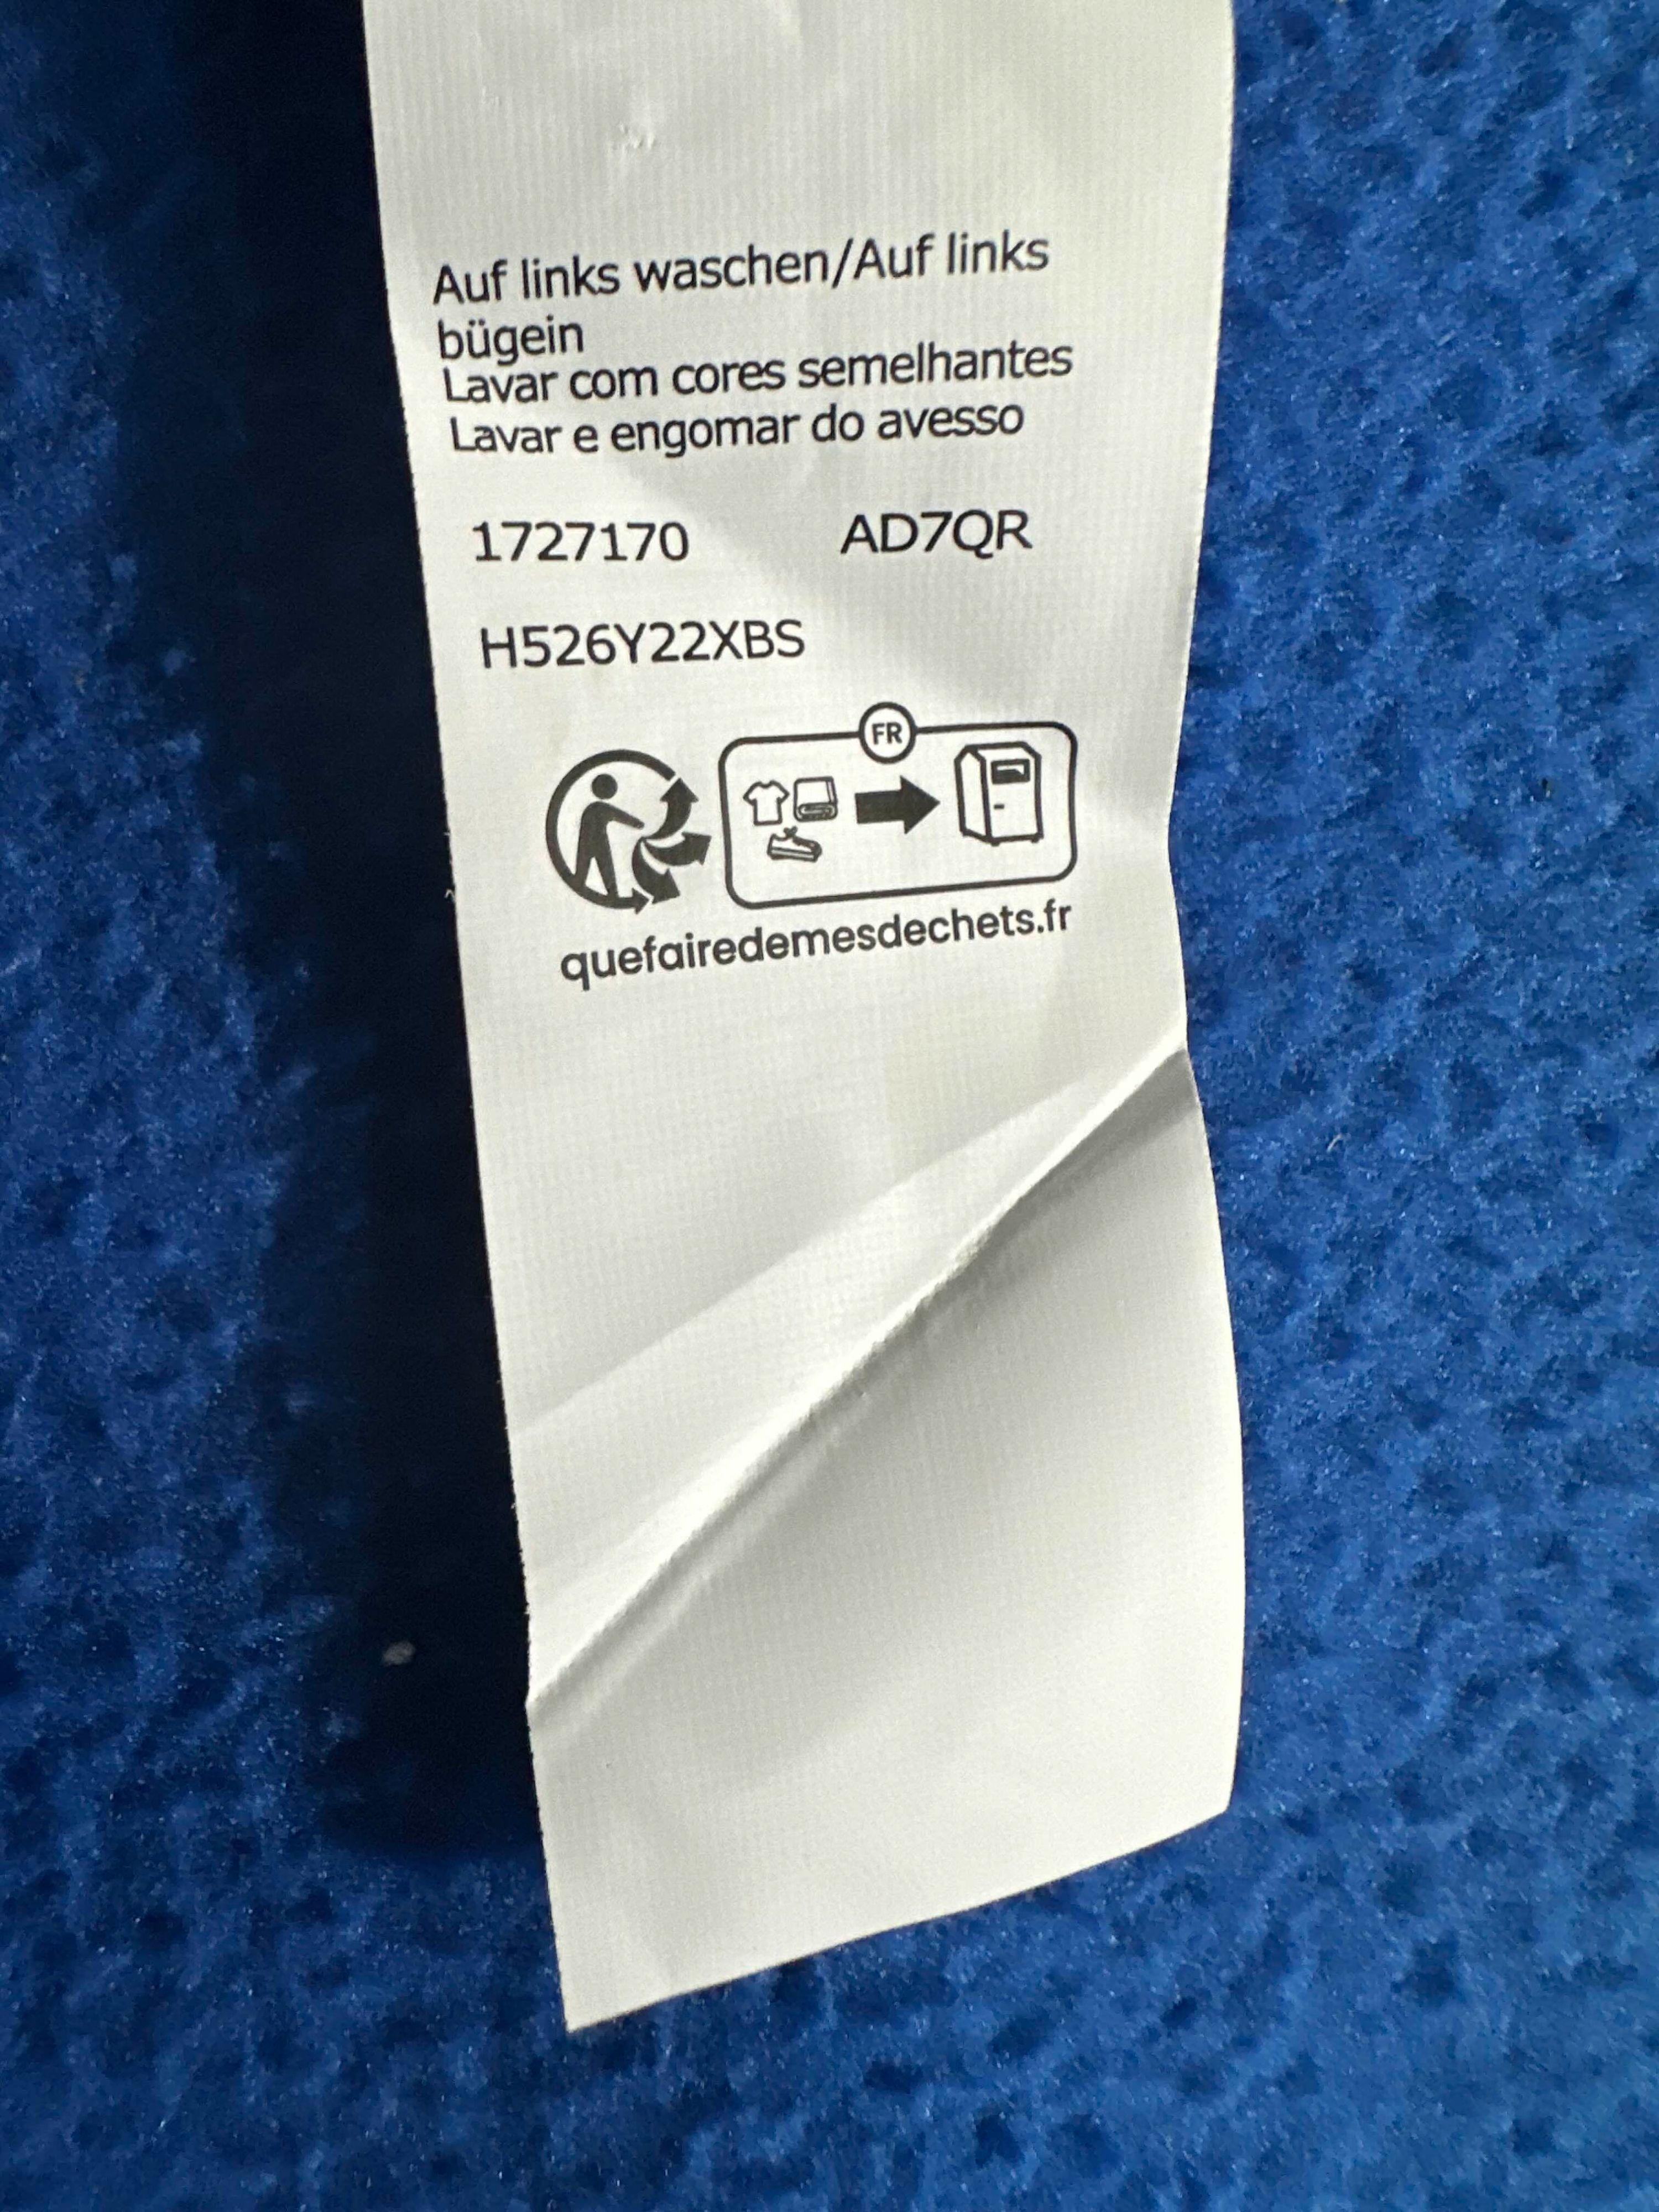 Auf links waschen/Auf links
bügein
Lavar com cores semelhantes
Lavar e engomar do avesso
1727170 AD7QR
H526Y22XBS
FR
quefairedemesdechets.fr